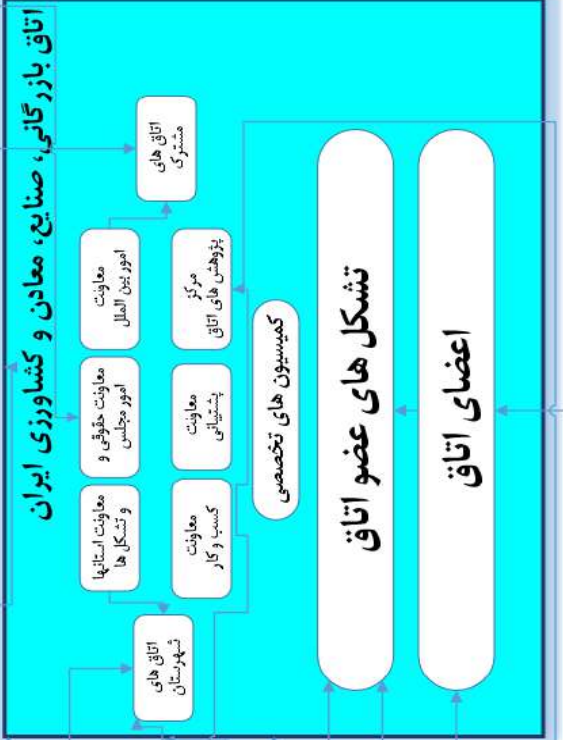 اتاق بازرگانی، صنایع، معادن و کشاورزی ایران
اتاق های
مشترک
معاونت
امور بین الملل
معاونت حقوقی و
امور مجلس
معاونت استانها
و تشکل ها
اتاق های
شهرستان
مرکز
پژوهش های اتاق
معاونت
پشتیبانی
معاونت
کسب و کار
کمیسیون های تخصصی
تشکل های عضو اتاق
اعضای اتاق